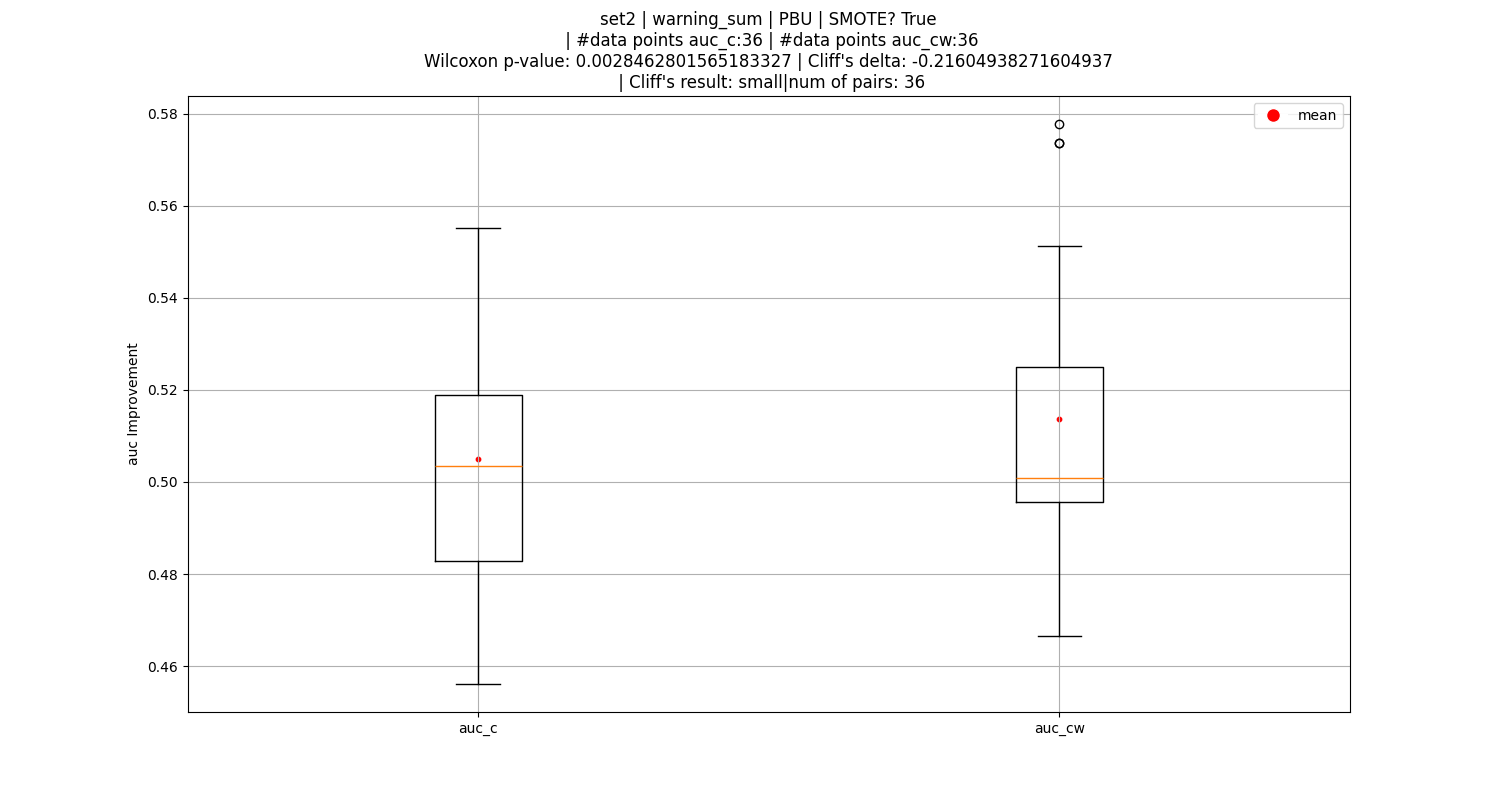 set2 | warning_sum | PBU | SMOTE? True
| #data points auc_c:36 | #data points auc_cw:36
Wilcoxon p-value: 0.0028462801565183327 | Cliff's delta: -0.21604938271604937
| Cliff's result: small|num of pairs: 36
mean
0.58
0.56
0.54
0.52
0.50
0.48
0.46
auc Improvement
auc_c
auc_cw